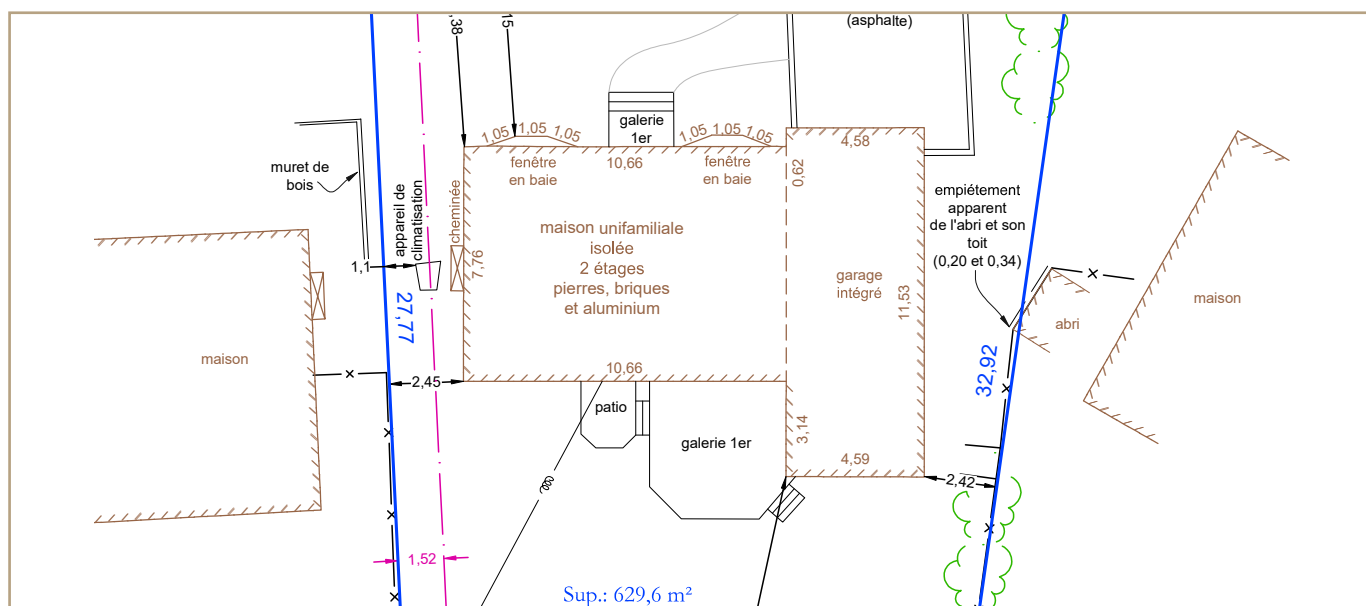 ,38
15
(asphalte)
galerie
1er
1,05
1,05
1,05
1,05
1,05
1,05
4,58
fenêtre
en baie
10,66
fenêtre
en baie
0,62
muret de
bois
appareil de
climatisation
cheminée
7,76
maison unifamiliale
isolée
2 étages
pierres, briques
et aluminium
garage
intégré
11,53
empiétement
apparent
de l'abri et son
toit
(0,20 et 0,34)
1,1
27,77
maison
abri
maison
32,92
2,45
10,66
patio
galerie 1er
3,14
4,59
2,42
1,52
Sup.: 629,6 m²